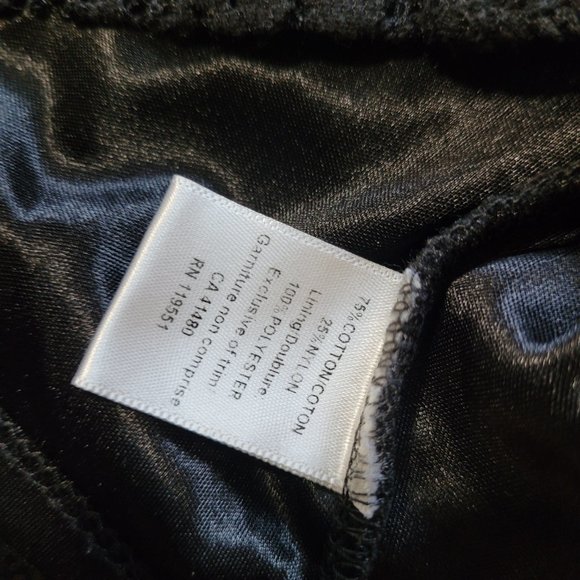 75% COTTON/COTON
25% NYLON
Lining/Doublure
100% POLYESTER
Exclusive of trim
Garniture non comprise
CA 41480
RN 119551